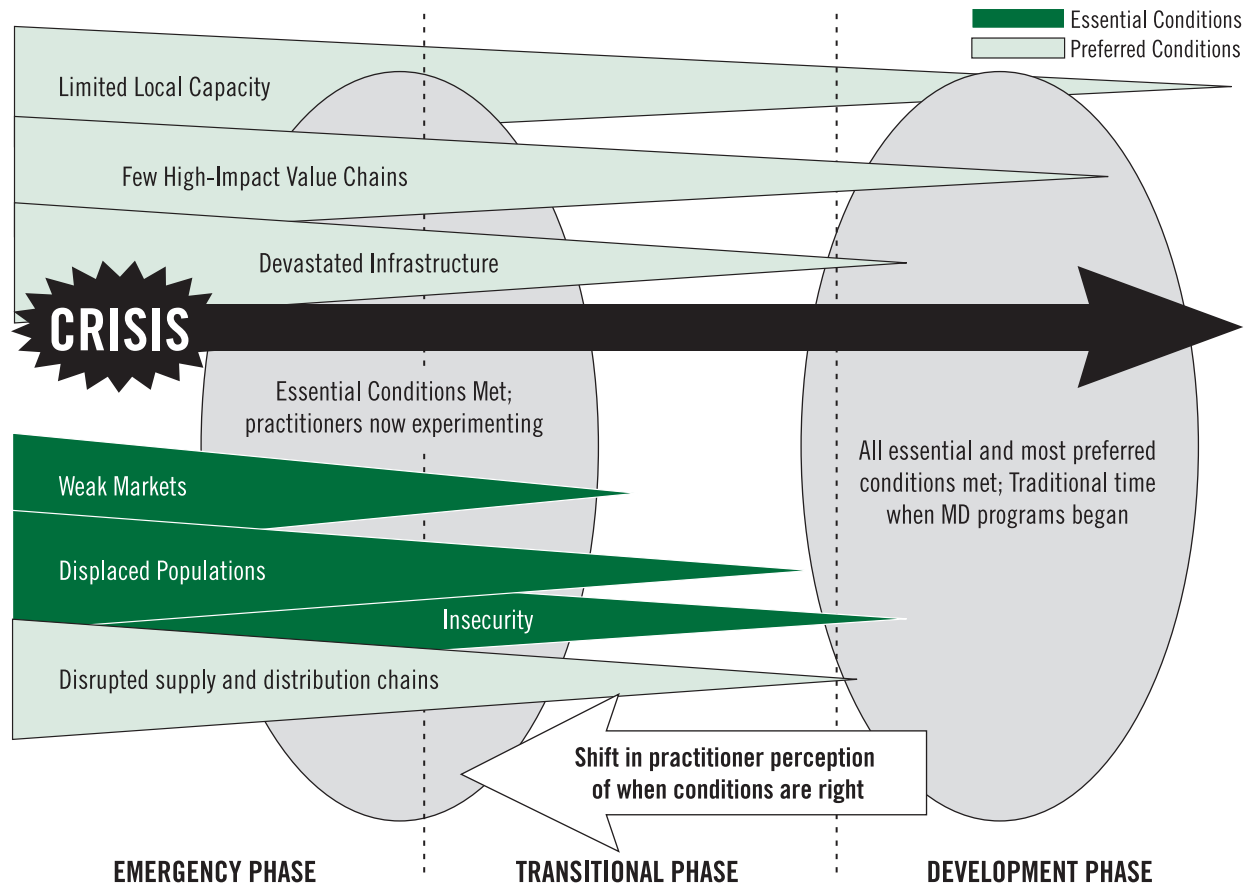 Essential Conditions
Preferred Conditions
Limited Local Capacity
Few High-Impact Value Chains
Devastated Infrastructure
CRISIS
Essential Conditions Met;
practitioners now experimenting
All essential and most preferred
conditions met; Traditional time
when MD programs began
Weak Markets
Displaced Populations
Insecurity
Disrupted supply and distribution chains
Shift in practitioner perception
of when conditions are right
EMERGENCY PHASE
TRANSITIONAL PHASE
DEVELOPMENT PHASE